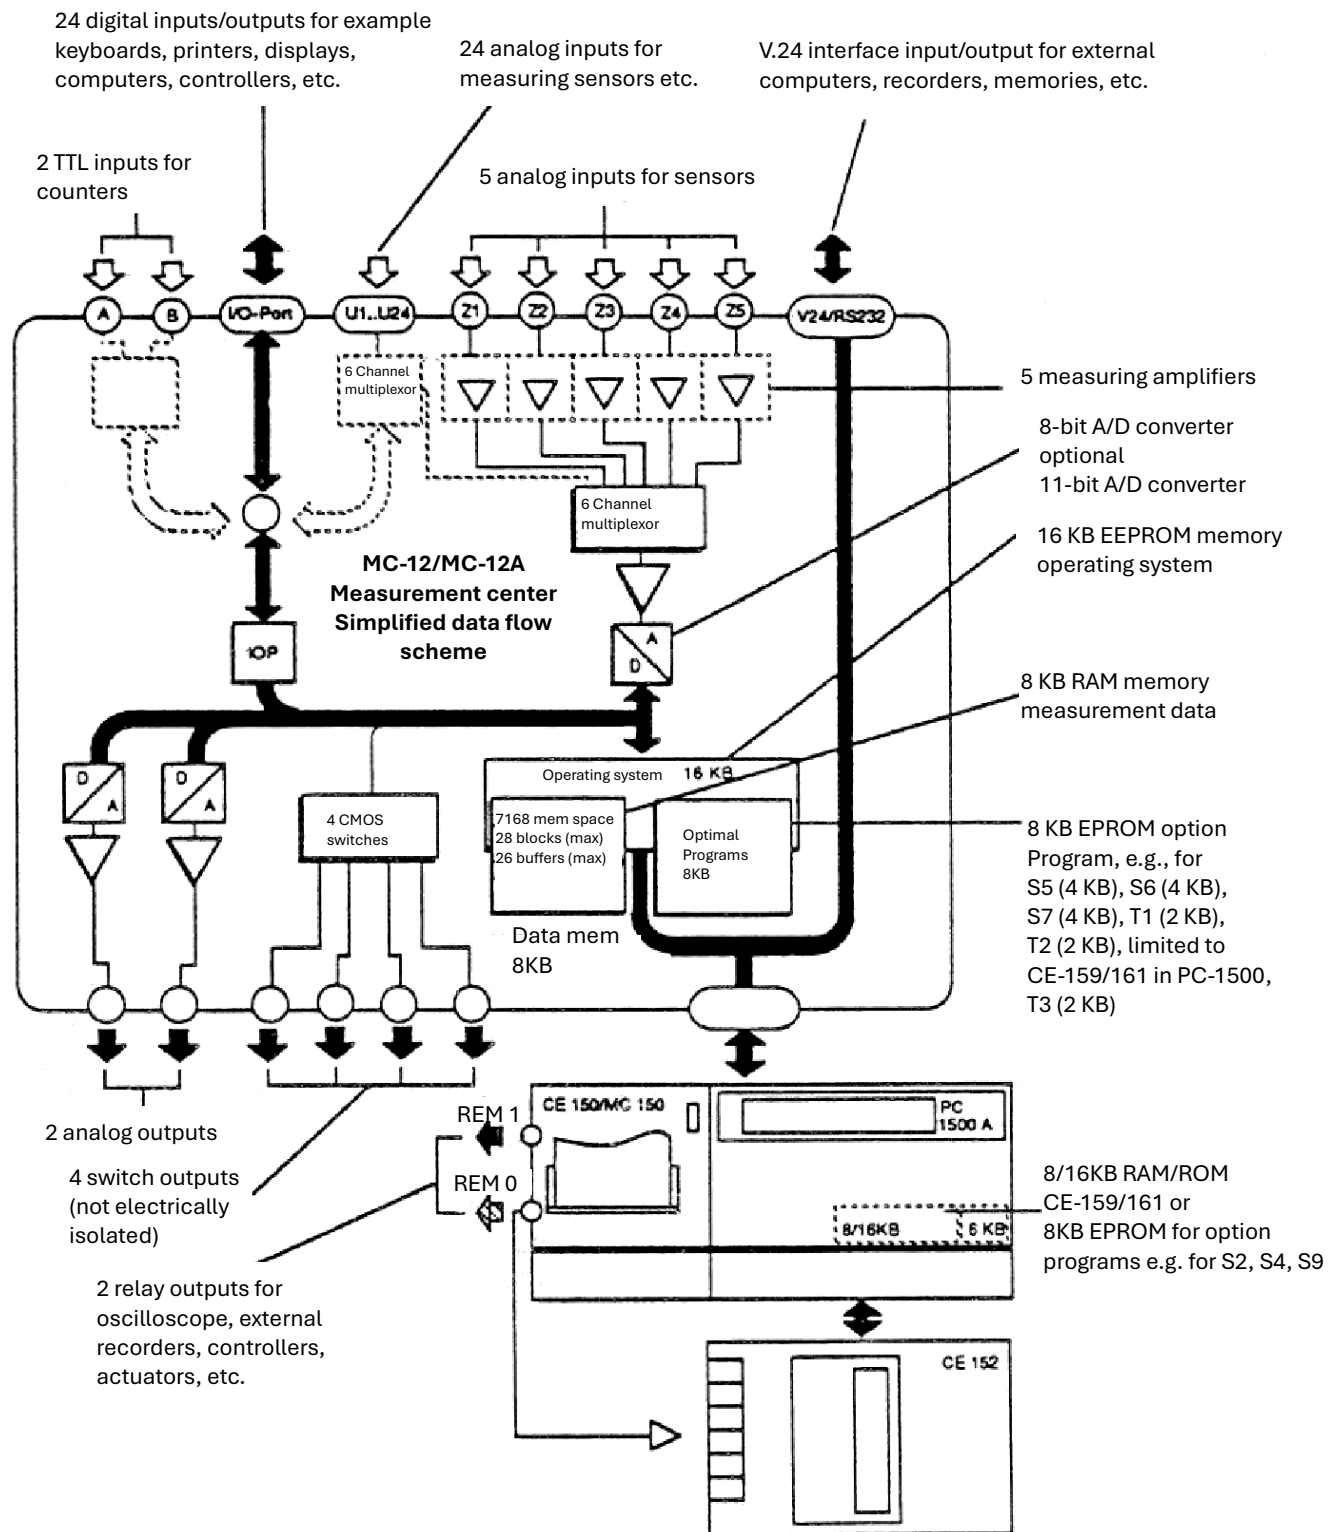 24 digital inputs/outputs for example
keyboards, printers, displays,
computers, controllers, etc.
24 analog inputs for
measuring sensors etc.
V.24 interface input/output for external
computers, recorders, memories, etc.
2 TTL inputs for
counters
5 analog inputs for sensors
A
B
I/O-Port
U1..U24
Z1
Z2
Z3
Z4
Z5
V24/RS232
6 Channel
multiplexor
5 measuring amplifiers
8-bit A/D converter
optional
11-bit A/D converter
6 Channel
multiplexor
16 KB EEPROM memory
operating system
MC-12/MC-12A
Measurement center
Simplified data flow
scheme
IOP
A
D
8 KB RAM memory
measurement data
D
A
D
A
4 CMOS
switches
Operating system 16 KB
7168 mem space
28 blocks (max)
26 buffers (max)
Optimal
Programs
8KB
Data mem
8KB
8 KB EPROM option
Program, e.g., for
S5 (4 KB), S6 (4 KB),
S7 (4 KB), T1 (2 KB),
T2 (2 KB), limited to
CE-159/161 in PC-1500,
T3 (2 KB)
2 analog outputs
4 switch outputs
(not electrically
isolated)
2 relay outputs for
oscilloscope, external
recorders, controllers,
actuators, etc.
REM 1
REM 0
CE 150/MC 150
PC
1500 A
8/16KB
6 KB
8/16KB RAM/ROM
CE-159/161 or
8KB EPROM for option
programs e.g. for S2, S4, S9
CE 152